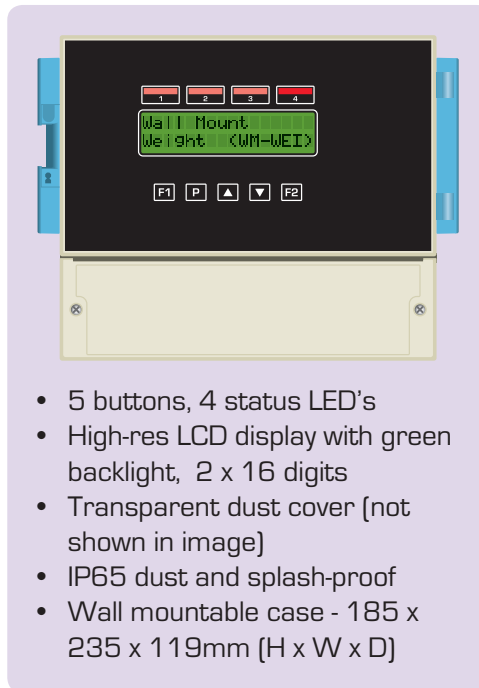 1 2 3 4
Wall Mount
Weight (WM-WEI)
F1 P F2
• 5 buttons, 4 status LED's
• High-res LCD display with green
backlight, 2 x 16 digits
• Transparent dust cover (not
shown in image)
• IP65 dust and splash-proof
• Wall mountable case - 185 x
235 x 119mm (H x W x D)